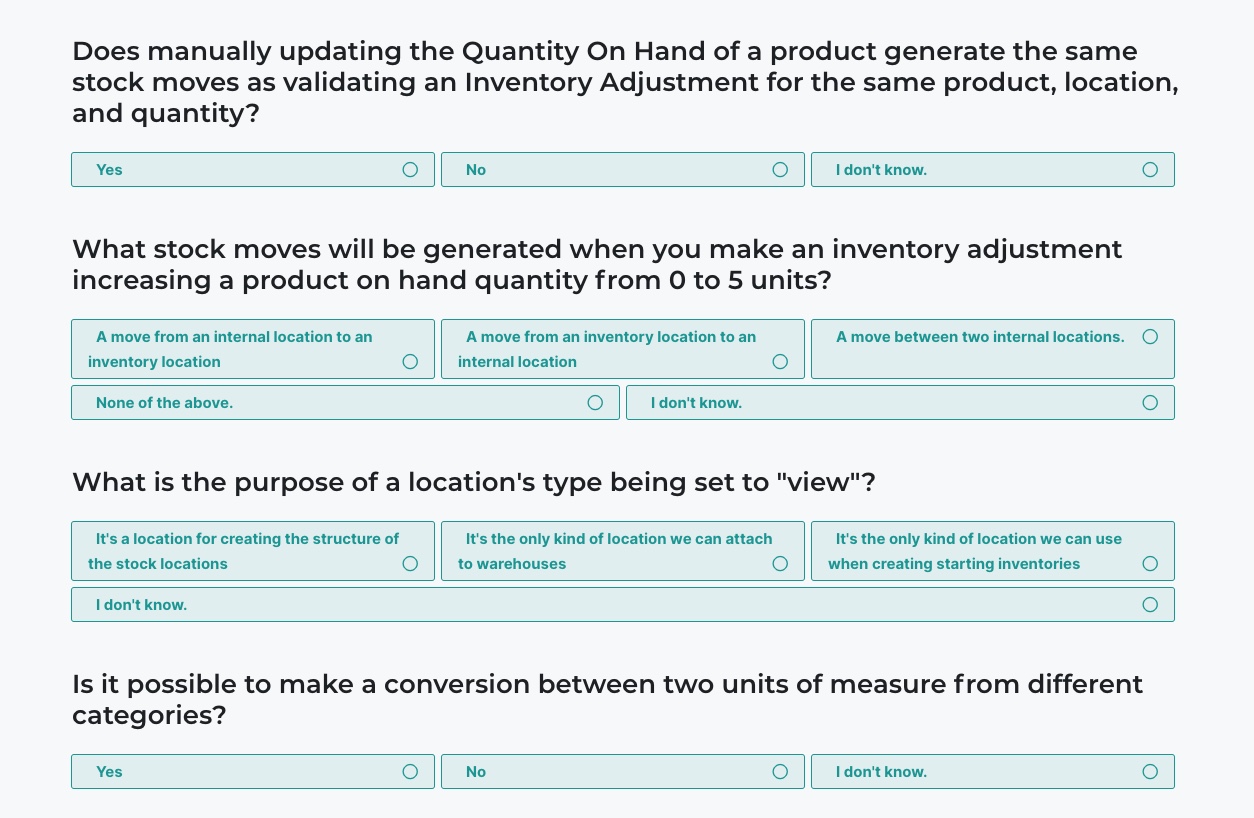 Does manually updating the Quantity On Hand of a product generate the same
stock moves as validating an Inventory Adjustment for the same product, location,
and quantity?
Yes
No
I don't know.
What stock moves will be generated when you make an inventory adjustment
increasing a product on hand quantity from 0 to 5 units?
A move from an internal location to an
inventory location
A move from an inventory location to an
internal location
A move between two internal locations.
None of the above.
I don't know.
What is the purpose of a location's type being set to "view"?
It's a location for creating the structure of
the stock locations
It's the only kind of location we can attach
to warehouses
It's the only kind of location we can use
when creating starting inventories
I don't know.
Is it possible to make a conversion between two units of measure from different
categories?
Yes
No
I don't know.